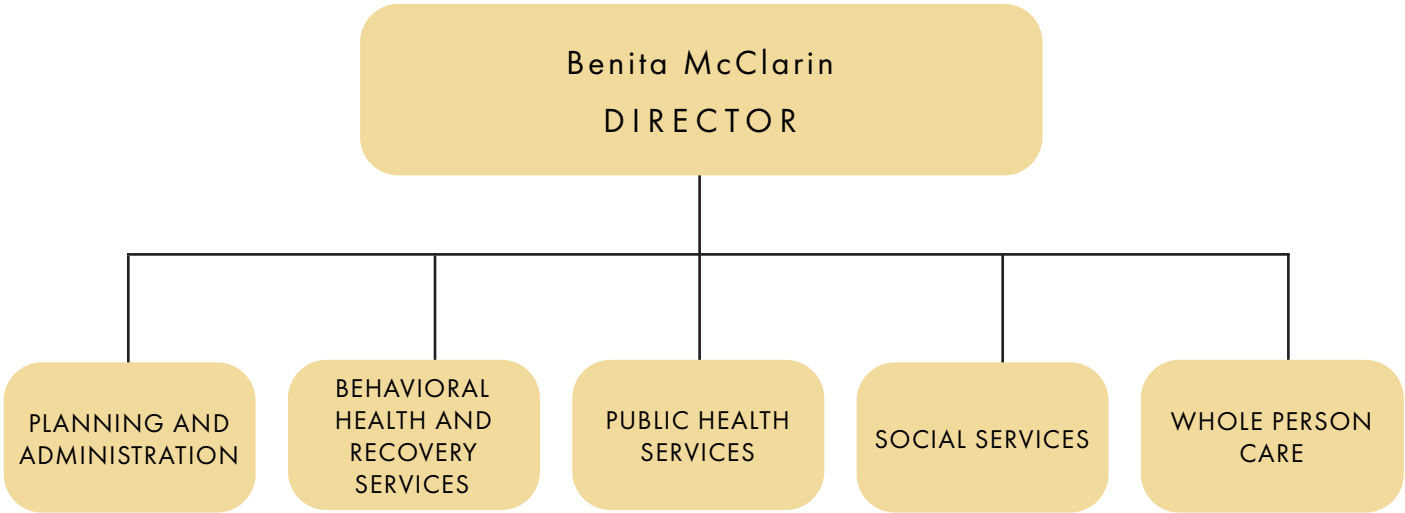 Benita McClarin
DIRECTOR
PLANNING AND
ADMINISTRATION
BEHAVIORAL
HEALTH AND
RECOVERY
SERVICES
PUBLIC HEALTH
SERVICES
SOCIAL SERVICES
WHOLE PERSON
CARE